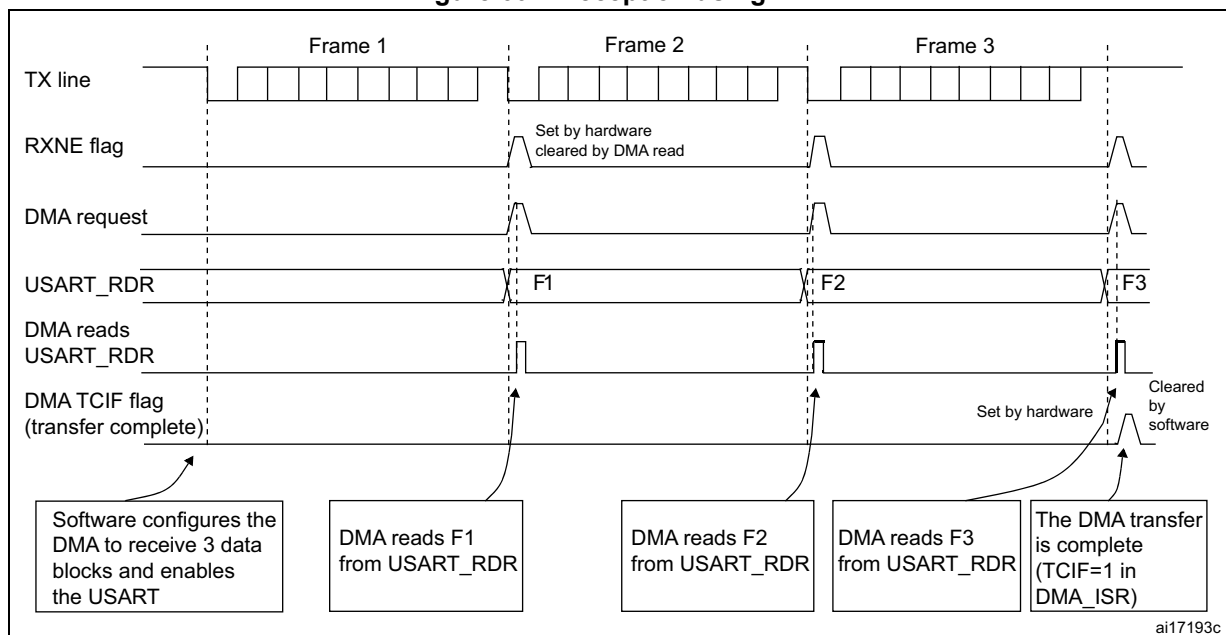 Frame 1
Frame 2
Frame 3
TX line
RXNE flag
Set by hardware
cleared by DMA read
DMA request
USART_RDR
F1
F2
F3
DMA reads
USART_RDR
DMA TCIF flag
(transfer complete)
Set by hardware
Cleared
by
software
Software configures the
DMA to receive 3 data
blocks and enables
the USART
DMA reads F1
from USART_RDR
DMA reads F2
from USART_RDR
DMA reads F3
from USART_RDR
The DMA transfer
is complete
(TCIF=1 in
DMA_ISR)
ai17193c